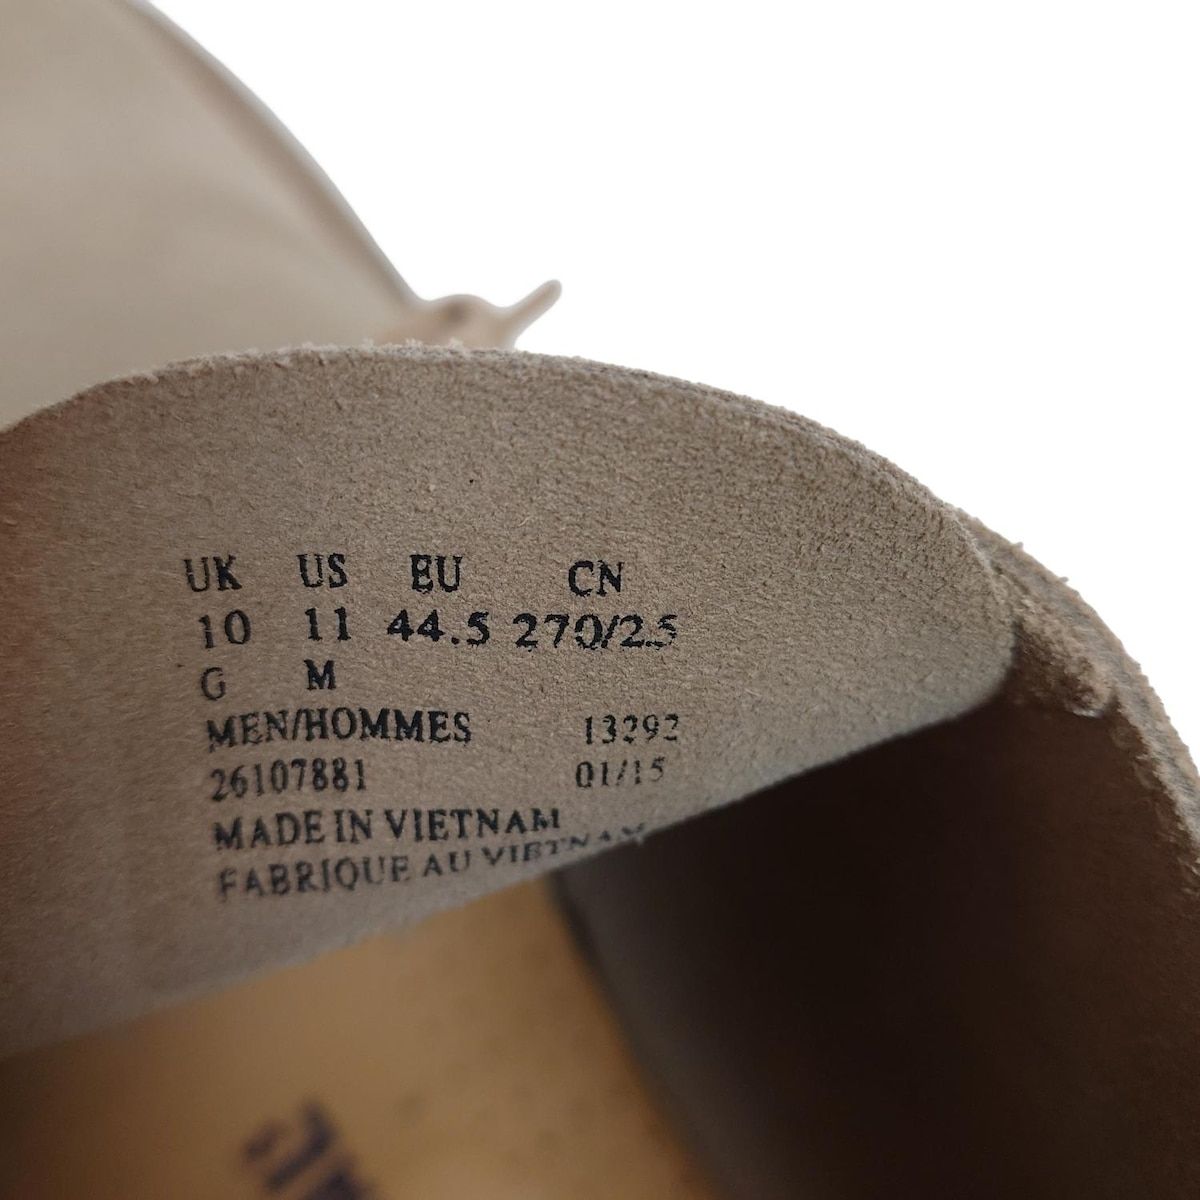 UK US EU CN
10 11 44.5 270/2.5
G M
MEN/HOMMES 13292
26107881 01/15
MADE IN VIETNAM
FABRIQUE AU VIETNAM